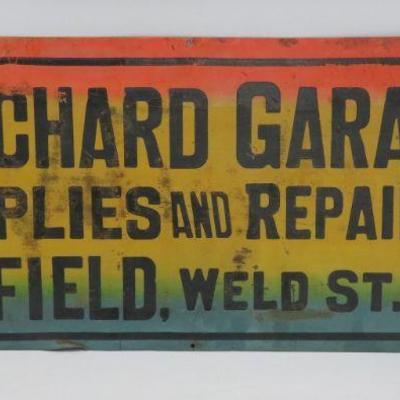 CHARD GARA
PLIES AND REPAI
FIELD, WELD ST.